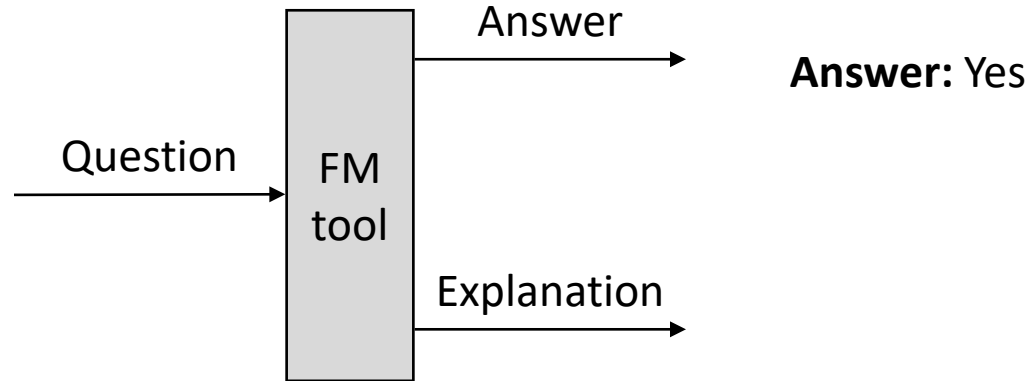 Answer
Answer: Yes
Question
FM
tool
Explanation